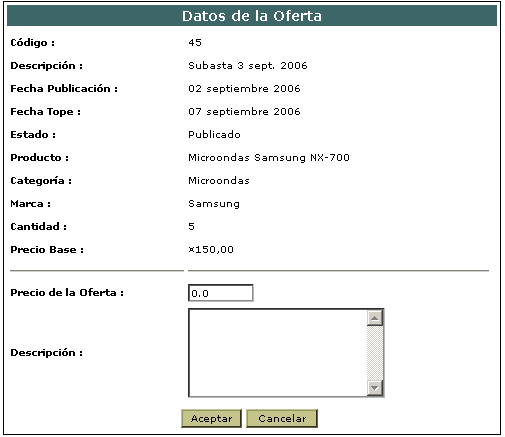 Datos de la Oferta
Código : 45
Descripción : Subasta 3 sept. 2006
Fecha Publicación : 02 septiembre 2006
Fecha Tope : 07 septiembre 2006
Estado : Publicado
Producto : Microondas Samsung NX-700
Categoría : Microondas
Marca : Samsung
Cantidad : 5
Precio Base : ¤150,00
Precio de la Oferta : 0.0
Descripción :
Aceptar Cancelar